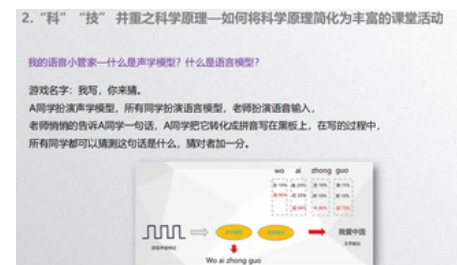 2. “科” “技” 并重之科学原理—如何将科学原理简化为丰富的课堂活动
我的语音小管家—什么是声学模型？什么是语言模型？
游戏名字：我写，你来猜。
A同学扮演声学模型，所有同学扮演语言模型，老师扮演语音输入，
老师悄悄的告诉A同学一句话，A同学把它转化成拼音写在黑板上，在写的过程中，
所有同学都可以猜测这句话是什么，猜对者加一分。
wo ai zhong guo
我爱中国
Wo ai zhong guo